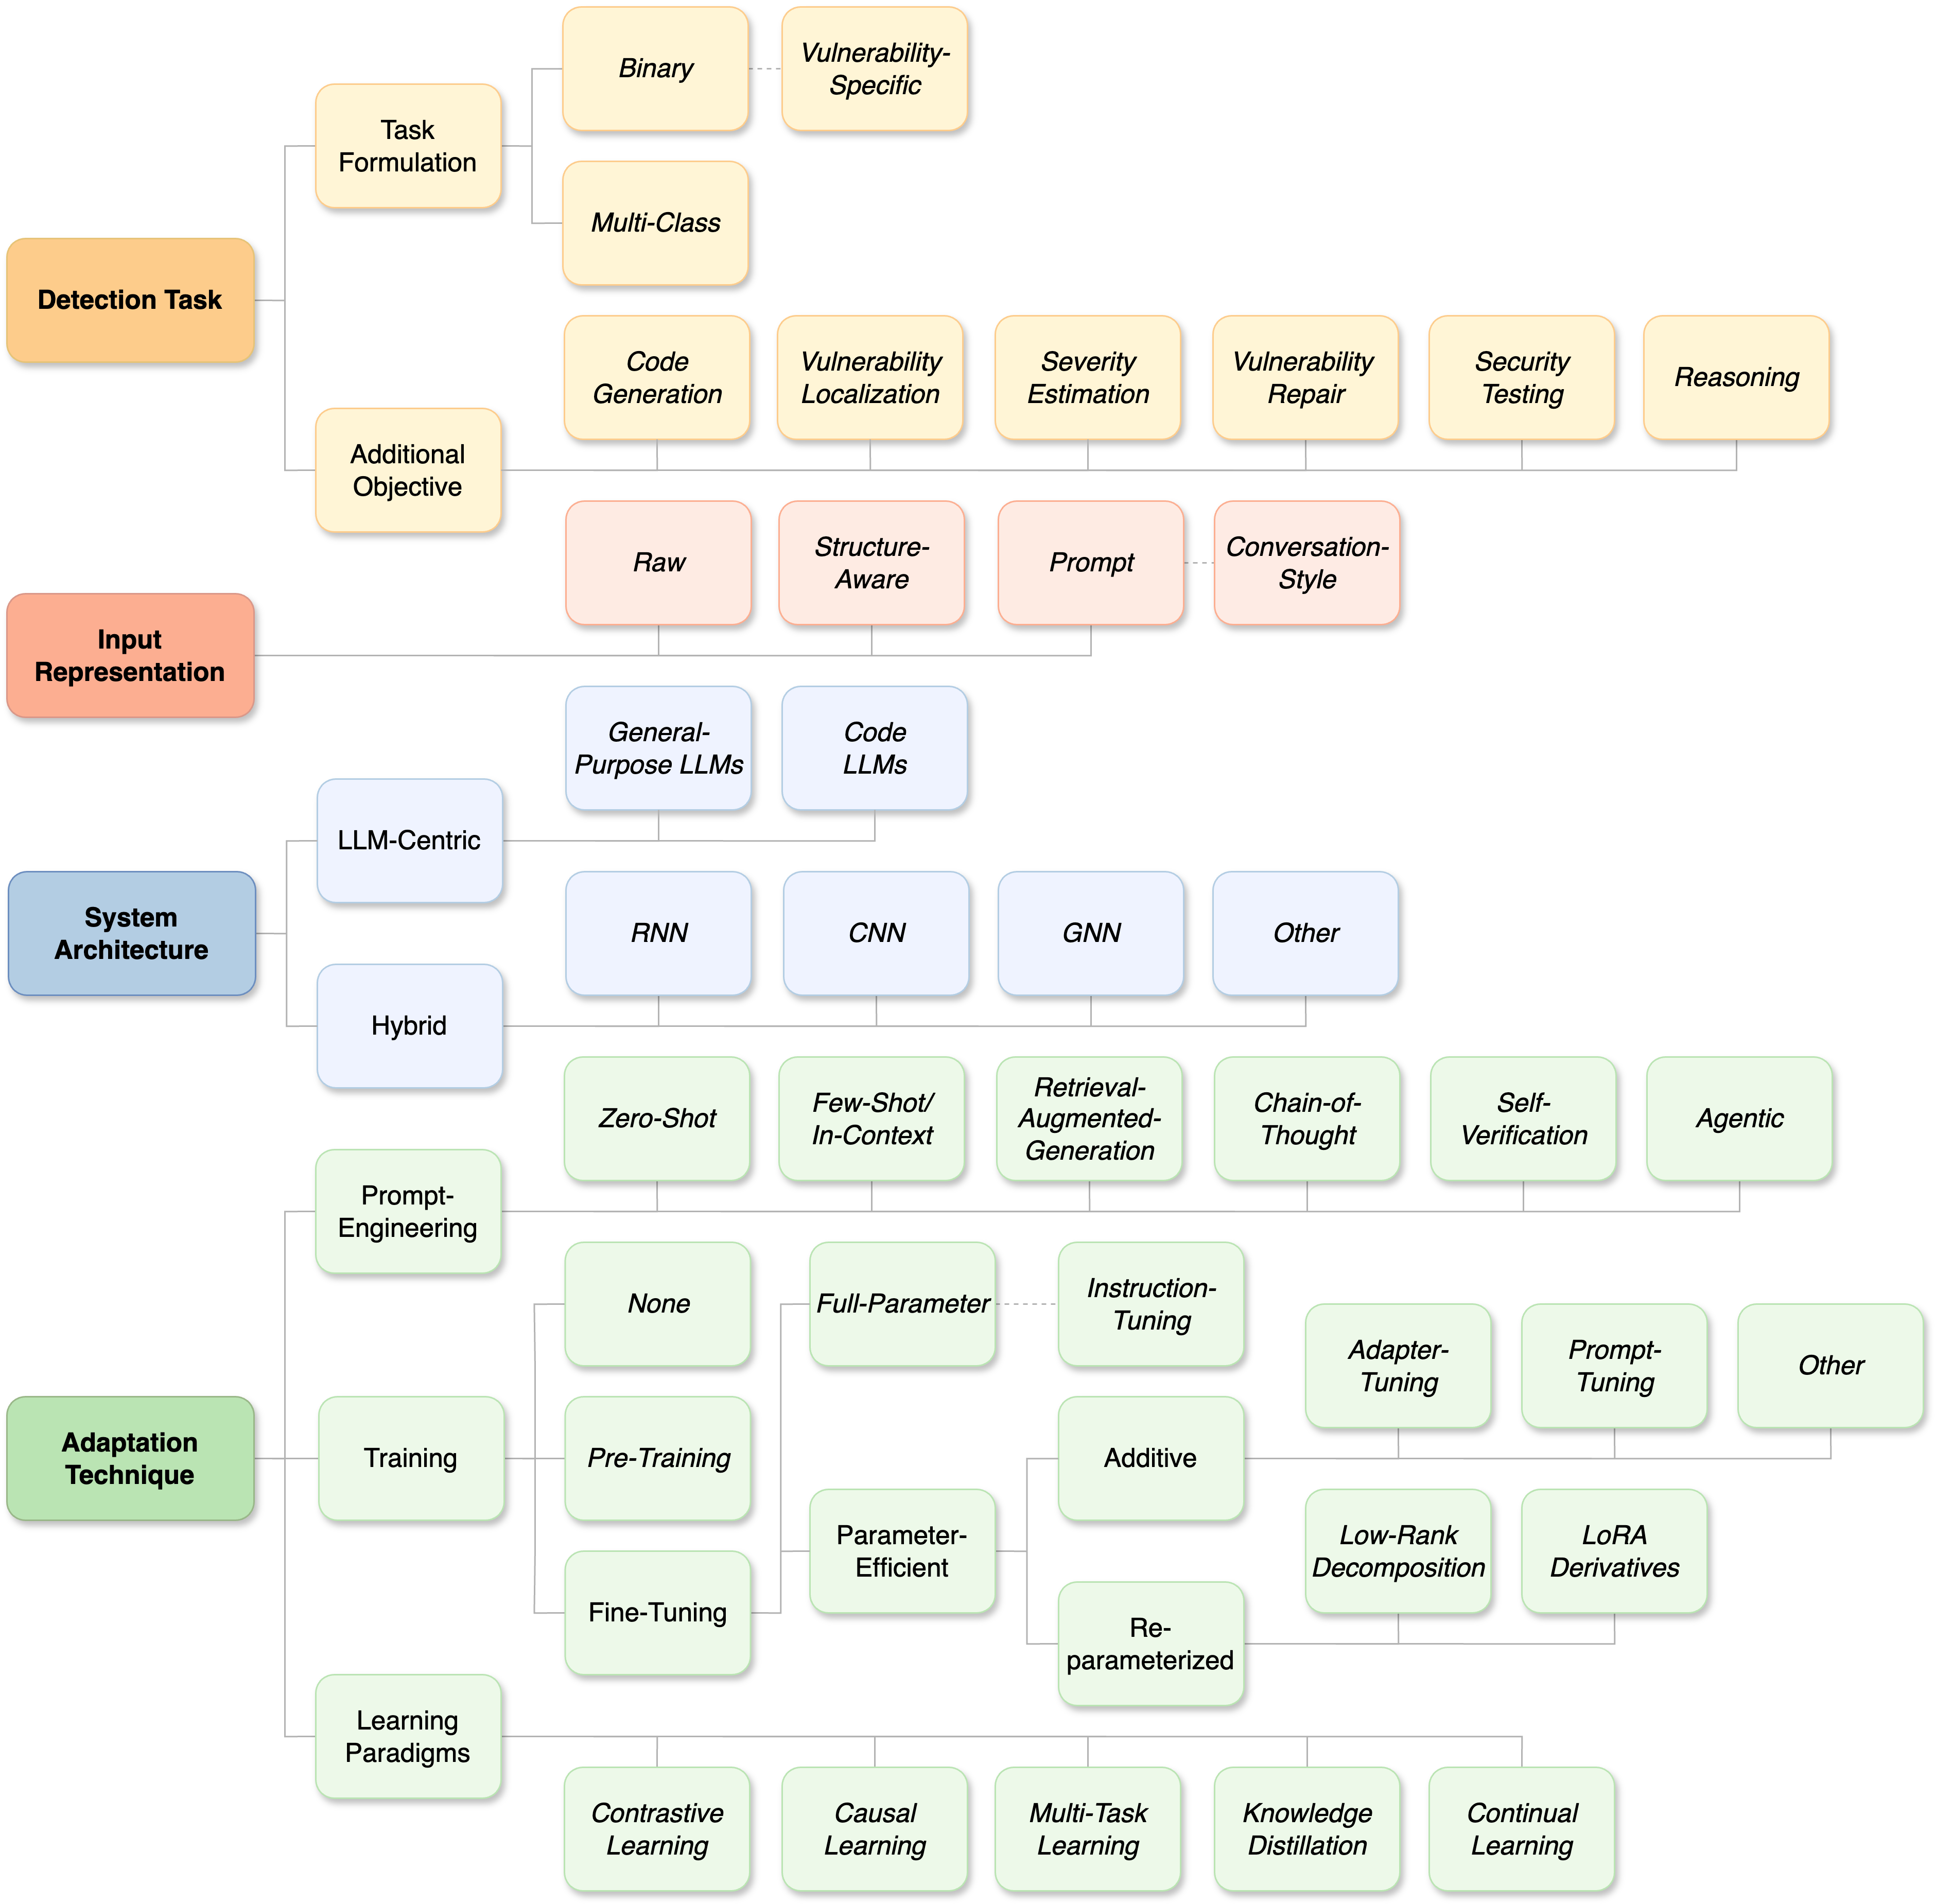 Binary
Vulnerability-
Specific
Task
Formulation
Multi-Class
Detection Task
Code
Generation
Vulnerability
Localization
Severity
Estimation
Vulnerability
Repair
Security
Testing
Reasoning
Additional
Objective
Raw
Structure-
Aware
Prompt
Conversation-
Style
Input
Representation
General-
Purpose LLMs
Code
LLMs
LLM-Centric
System
Architecture
RNN
CNN
GNN
Other
Hybrid
Zero-Shot
Few-Shot/
In-Context
Retrieval-
Augmented-
Generation
Chain-of-
Thought
Self-
Verification
Agentic
Prompt-
Engineering
None
Full-Parameter
Instruction-
Tuning
Adapter-
Tuning
Prompt-
Tuning
Other
Adaptation
Technique
Training
Pre-Training
Additive
Parameter-
Efficient
Low-Rank
Decomposition
LoRA
Derivatives
Fine-Tuning
Re-
parameterized
Learning
Paradigms
Contrastive
Learning
Causal
Learning
Multi-Task
Learning
Knowledge
Distillation
Continual
Learning